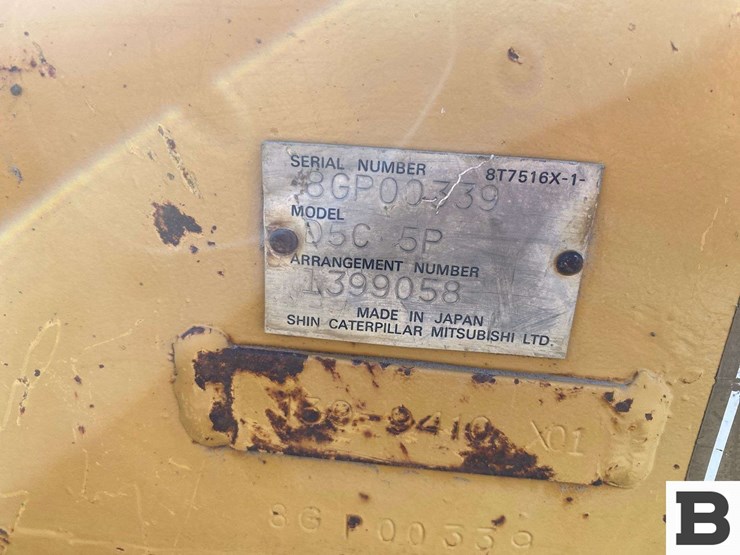 SERIAL NUMBER 8T7516X-1-
8GP00339
MODEL
D5C 5P
ARRANGEMENT NUMBER
1399058
MADE IN JAPAN
SHIN CATERPILLAR MITSUBISHI LTD.
-9410 X01
8GP00339
B